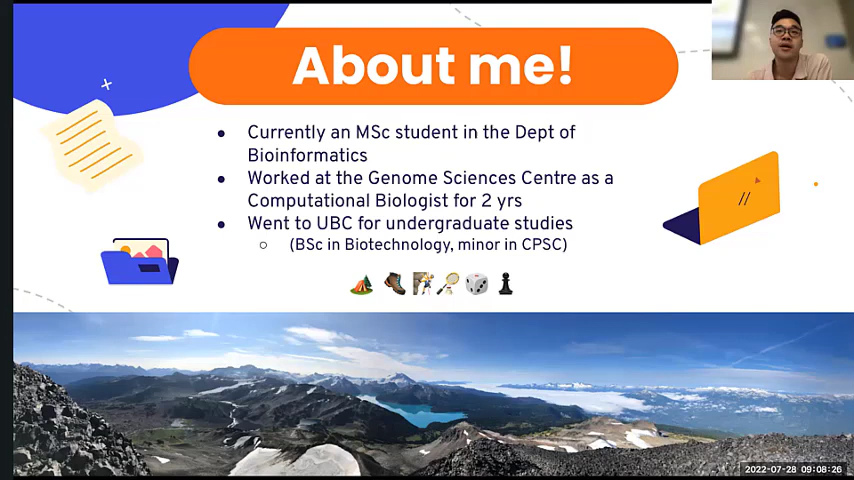 About me!
● Currently an MSc student in the Dept of
Bioinformatics
● Worked at the Genome Sciences Centre as a
Computational Biologist for 2 yrs
● Went to UBC for undergraduate studies
○ (BSc in Biotechnology, minor in CPSC)
//
2022-07-28 09:08:26